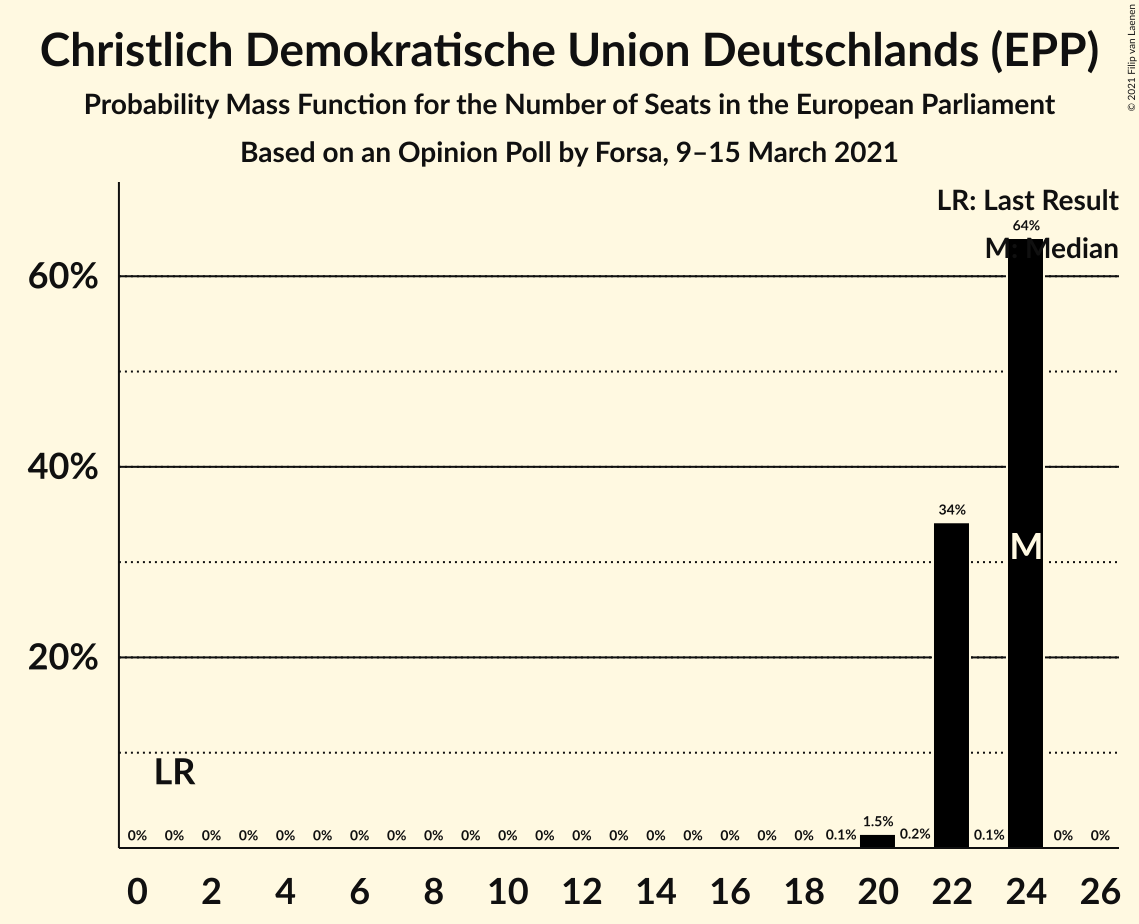 Christlich Demokratische Union Deutschlands (EPP)
Probability Mass Function for the Number of Seats in the European Parliament
Based on an Opinion Poll by Forsa, 9–15 March 2021
© 2021 Filip van Laenen
LR: Last Result
64%
M: Median
60%
34%
40%
M
20%
LR
0% 0% 0% 0% 0% 0% 0% 0% 0% 0% 0% 0% 0% 0% 0% 0% 0% 0% 0% 0.1% 1.5% 0.2% 0.1% 0% 0%
0 2 4 6 8 10 12 14 16 18 20 22 24 26